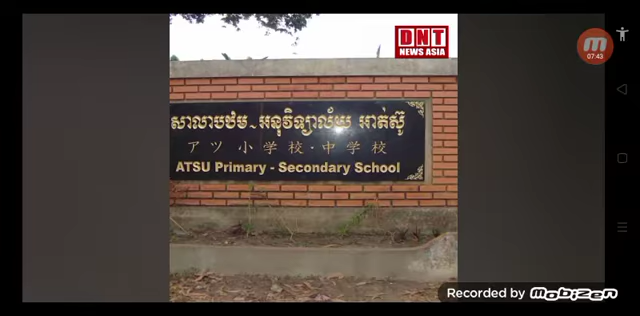 DNT
NEWS ASIA
07:43
សាលាបឋម ~ អនុវិទ្យាល័យ អាត់ស៊ូ
アツ 小学校・中学校
ATSU Primary - Secondary School
Recorded by Mobizen